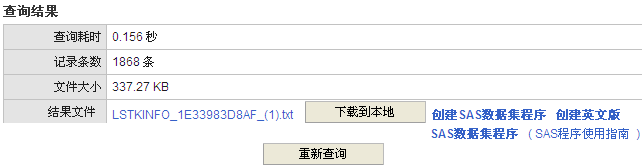 查询结果
查询耗时 0.156 秒
记录条数 1868 条
文件大小 337.27 KB
结果文件 LSTKINFO_1E33983D8AF_(1).txt 下载到本地 创建SAS数据集程序 创建英文版
SAS数据集程序 ( SAS程序使用指南 )
重新查询